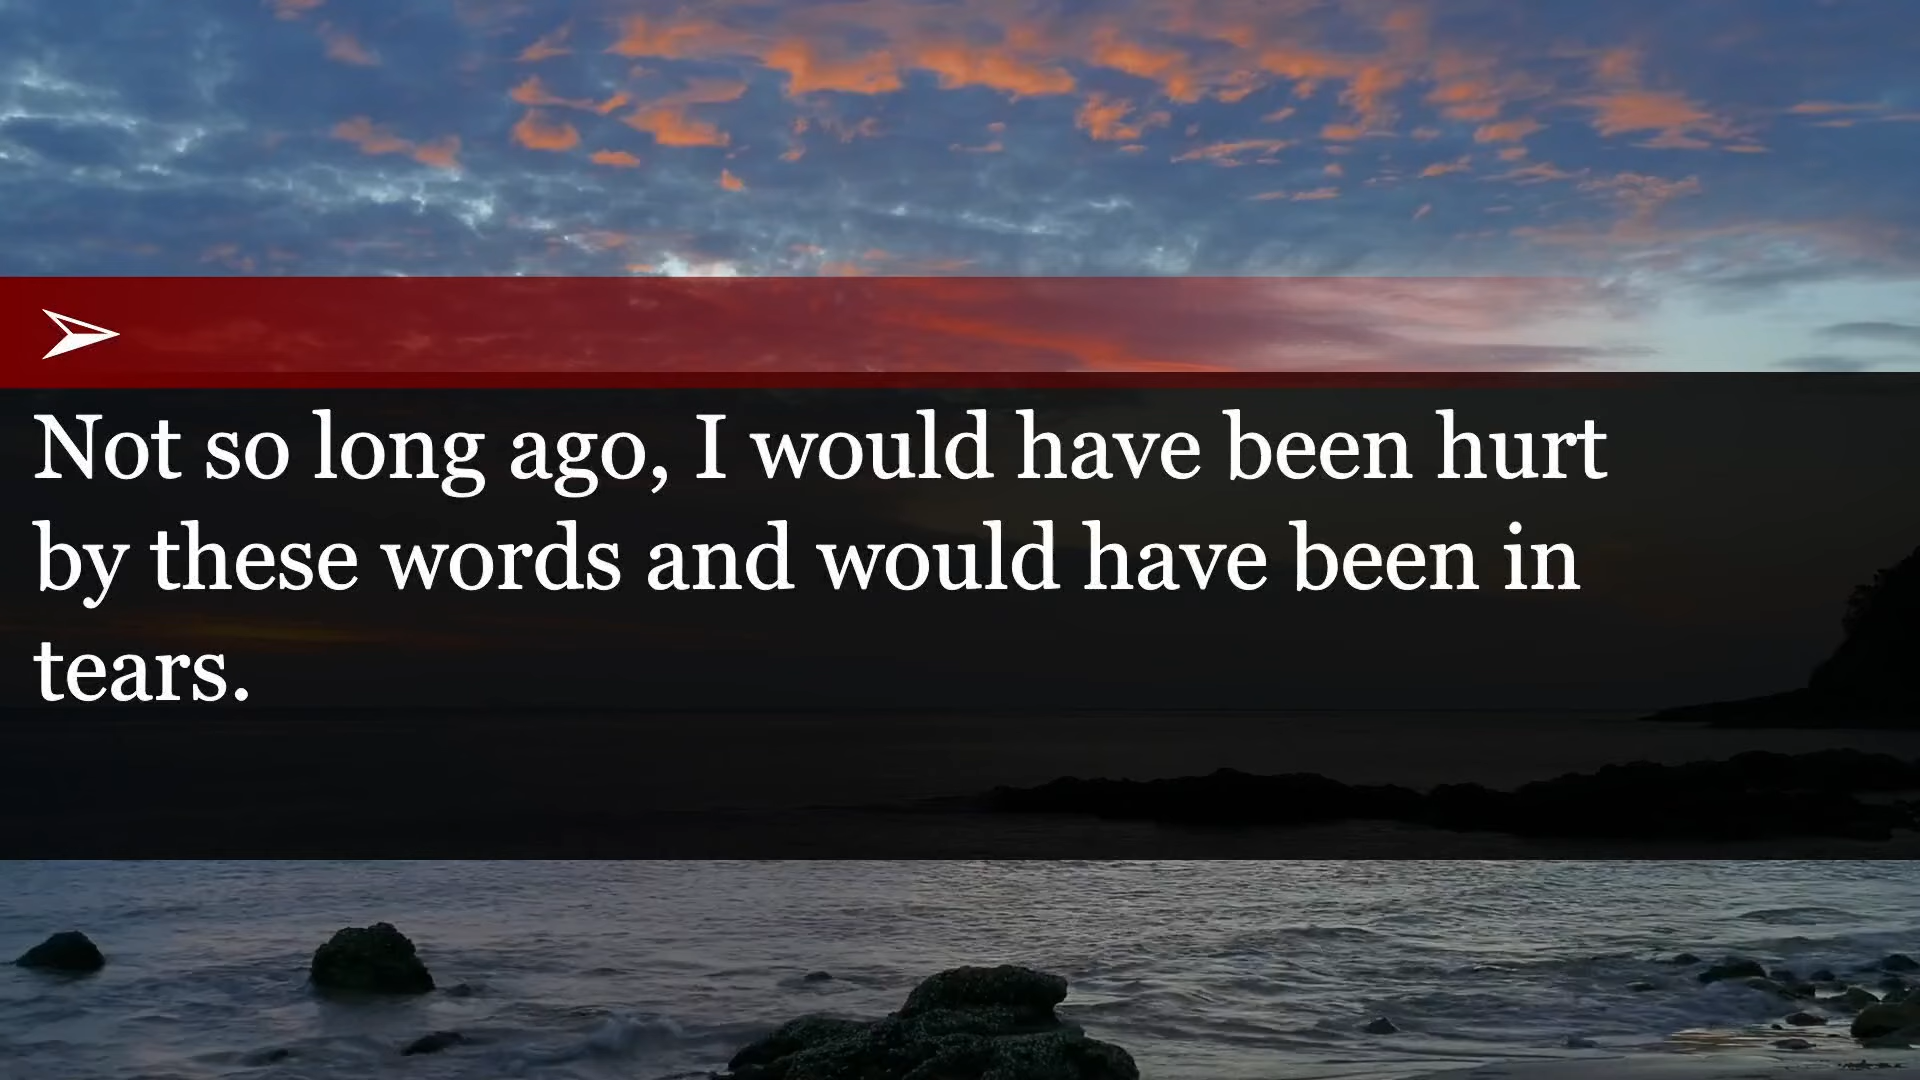 Not so long ago, I would have been hurt
by these words and would have been in
tears.